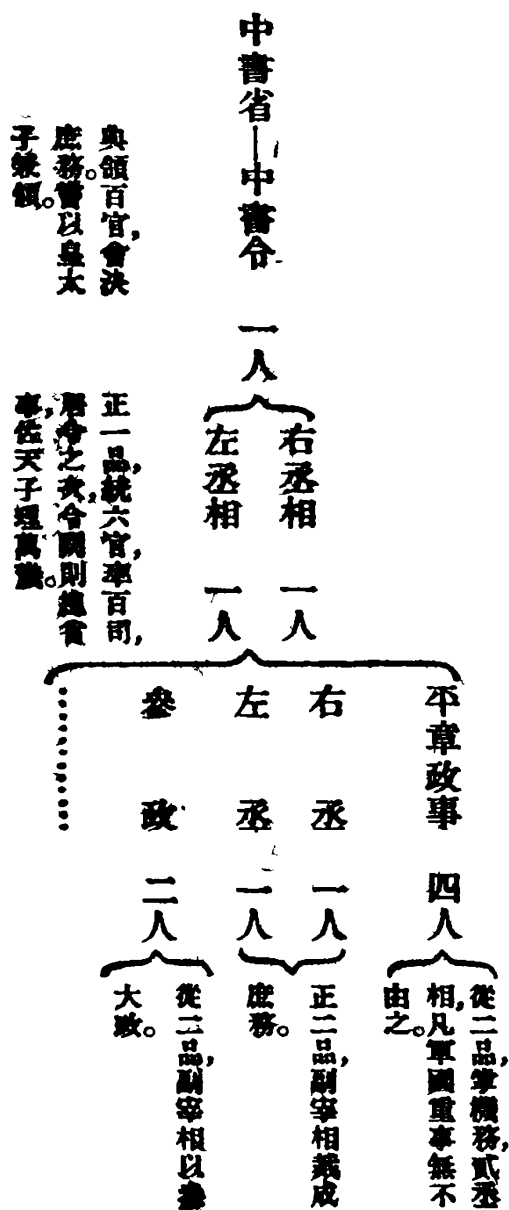 中書省—中書令 一人
典領百官，會決
庶務。嘗以皇太
子兼領。
右丞相 一人
左丞相 一人
正一品，統六官，率百司，
居令之次，令闕則總省
事，佐天子理萬機。
平章政事 四人
從一品，掌機務，貳丞
相，凡軍國重事無不
由之。
右丞 一人
左丞 一人
正二品，副宰相裁成
庶務。
參政 二人
從二品，副宰相以參
大政。
…………